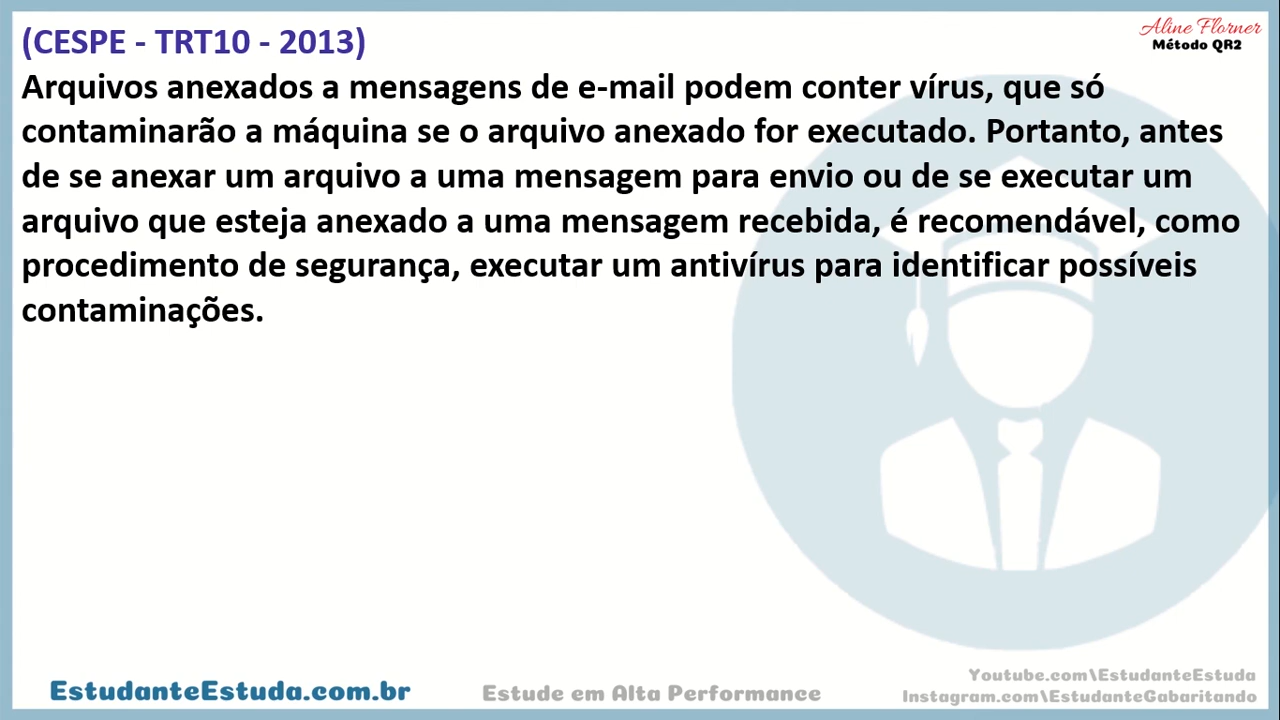 (CESPE - TRT10 - 2013)
Aline Florner
Método QR2
Arquivos anexados a mensagens de e-mail podem conter vírus, que só
contaminarão a máquina se o arquivo anexado for executado. Portanto, antes
de se anexar um arquivo a uma mensagem para envio ou de se executar um
arquivo que esteja anexado a uma mensagem recebida, é recomendável, como
procedimento de segurança, executar um antivírus para identificar possíveis
contaminações.
EstudanteEstuda.com.br
Estude em Alta Performance
Youtube.com\EstudanteEstuda
Instagram.com\EstudanteGabaritando